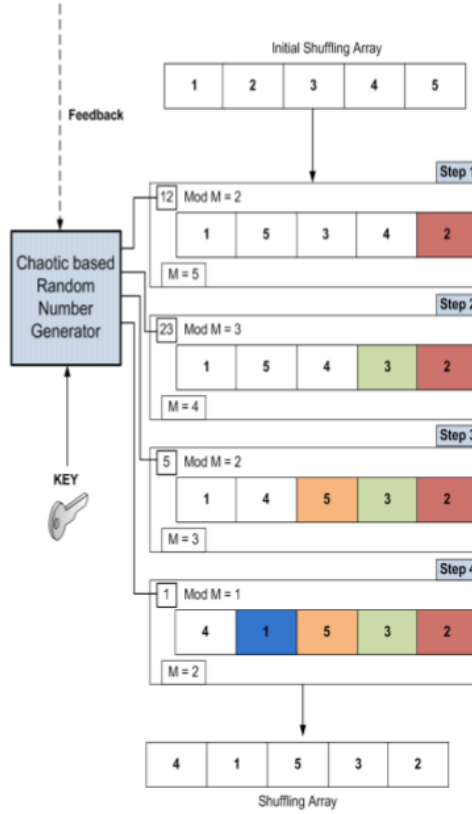 Initial Shuffling Array
1 2 3 4 5
Feedback
Step 1
12 Mod M = 2
1 5 3 4 2
M = 5
Chaotic based
Random
Number
Generator
Step 2
23 Mod M = 3
1 5 4 3 2
M = 4
Step 3
5 Mod M = 2
1 4 5 3 2
M = 3
KEY
Step 4
1 Mod M = 1
4 1 5 3 2
M = 2
4 1 5 3 2
Shuffling Array